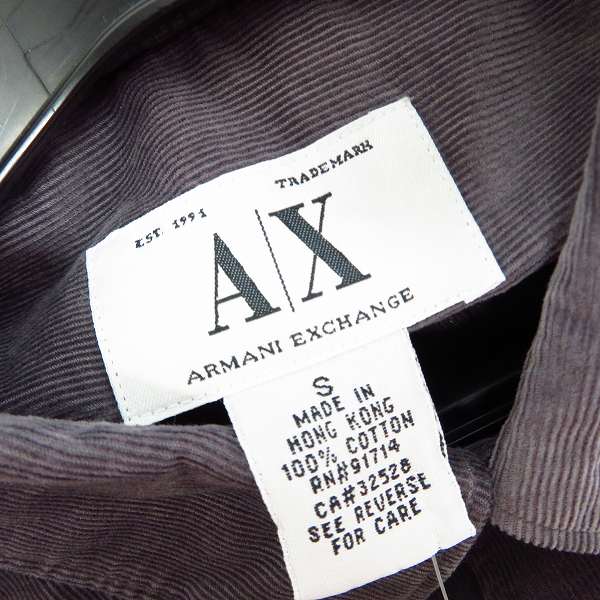 EST. 1991 TRADEMARK
A|X
ARMANI EXCHANGE
S
MADE IN
HONG KONG
100% COTTON
RN#91714
CA#32528
SEE REVERSE
FOR CARE